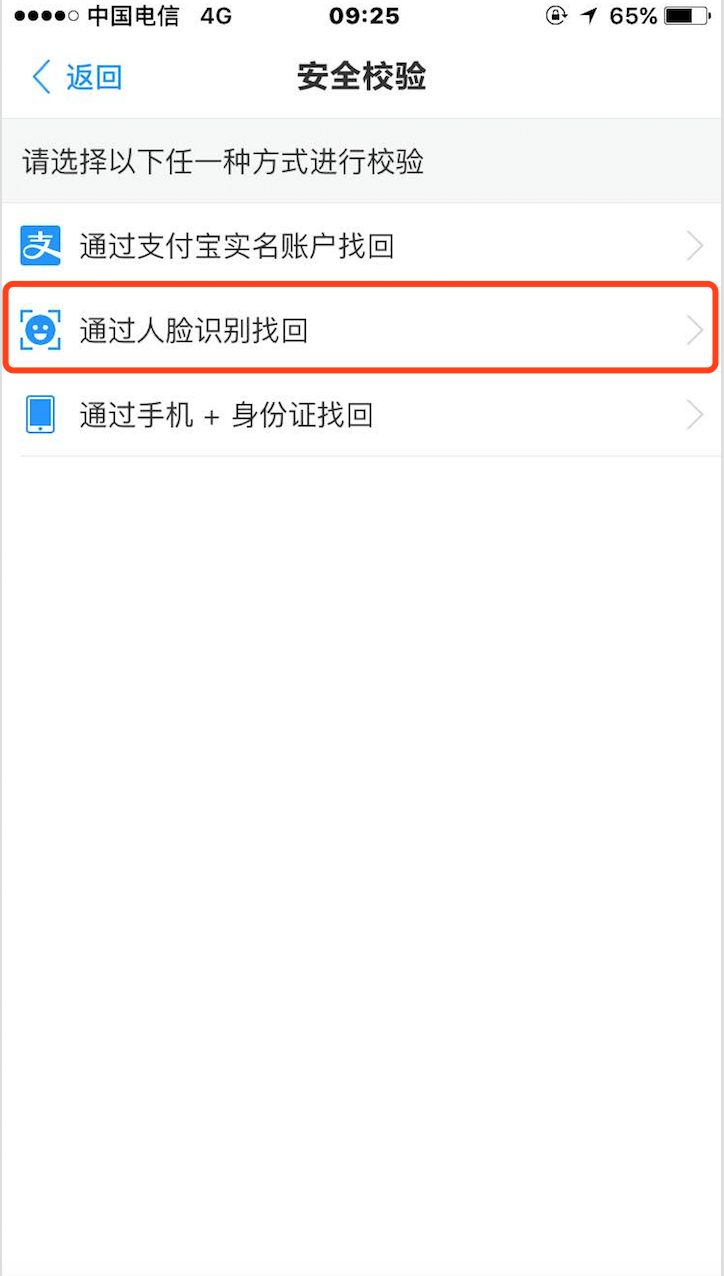 中国电信 4G 09:25 65%
返回 安全校验
请选择以下任一种方式进行校验
支 通过支付宝实名账户找回
通过人脸识别找回
通过手机 + 身份证找回